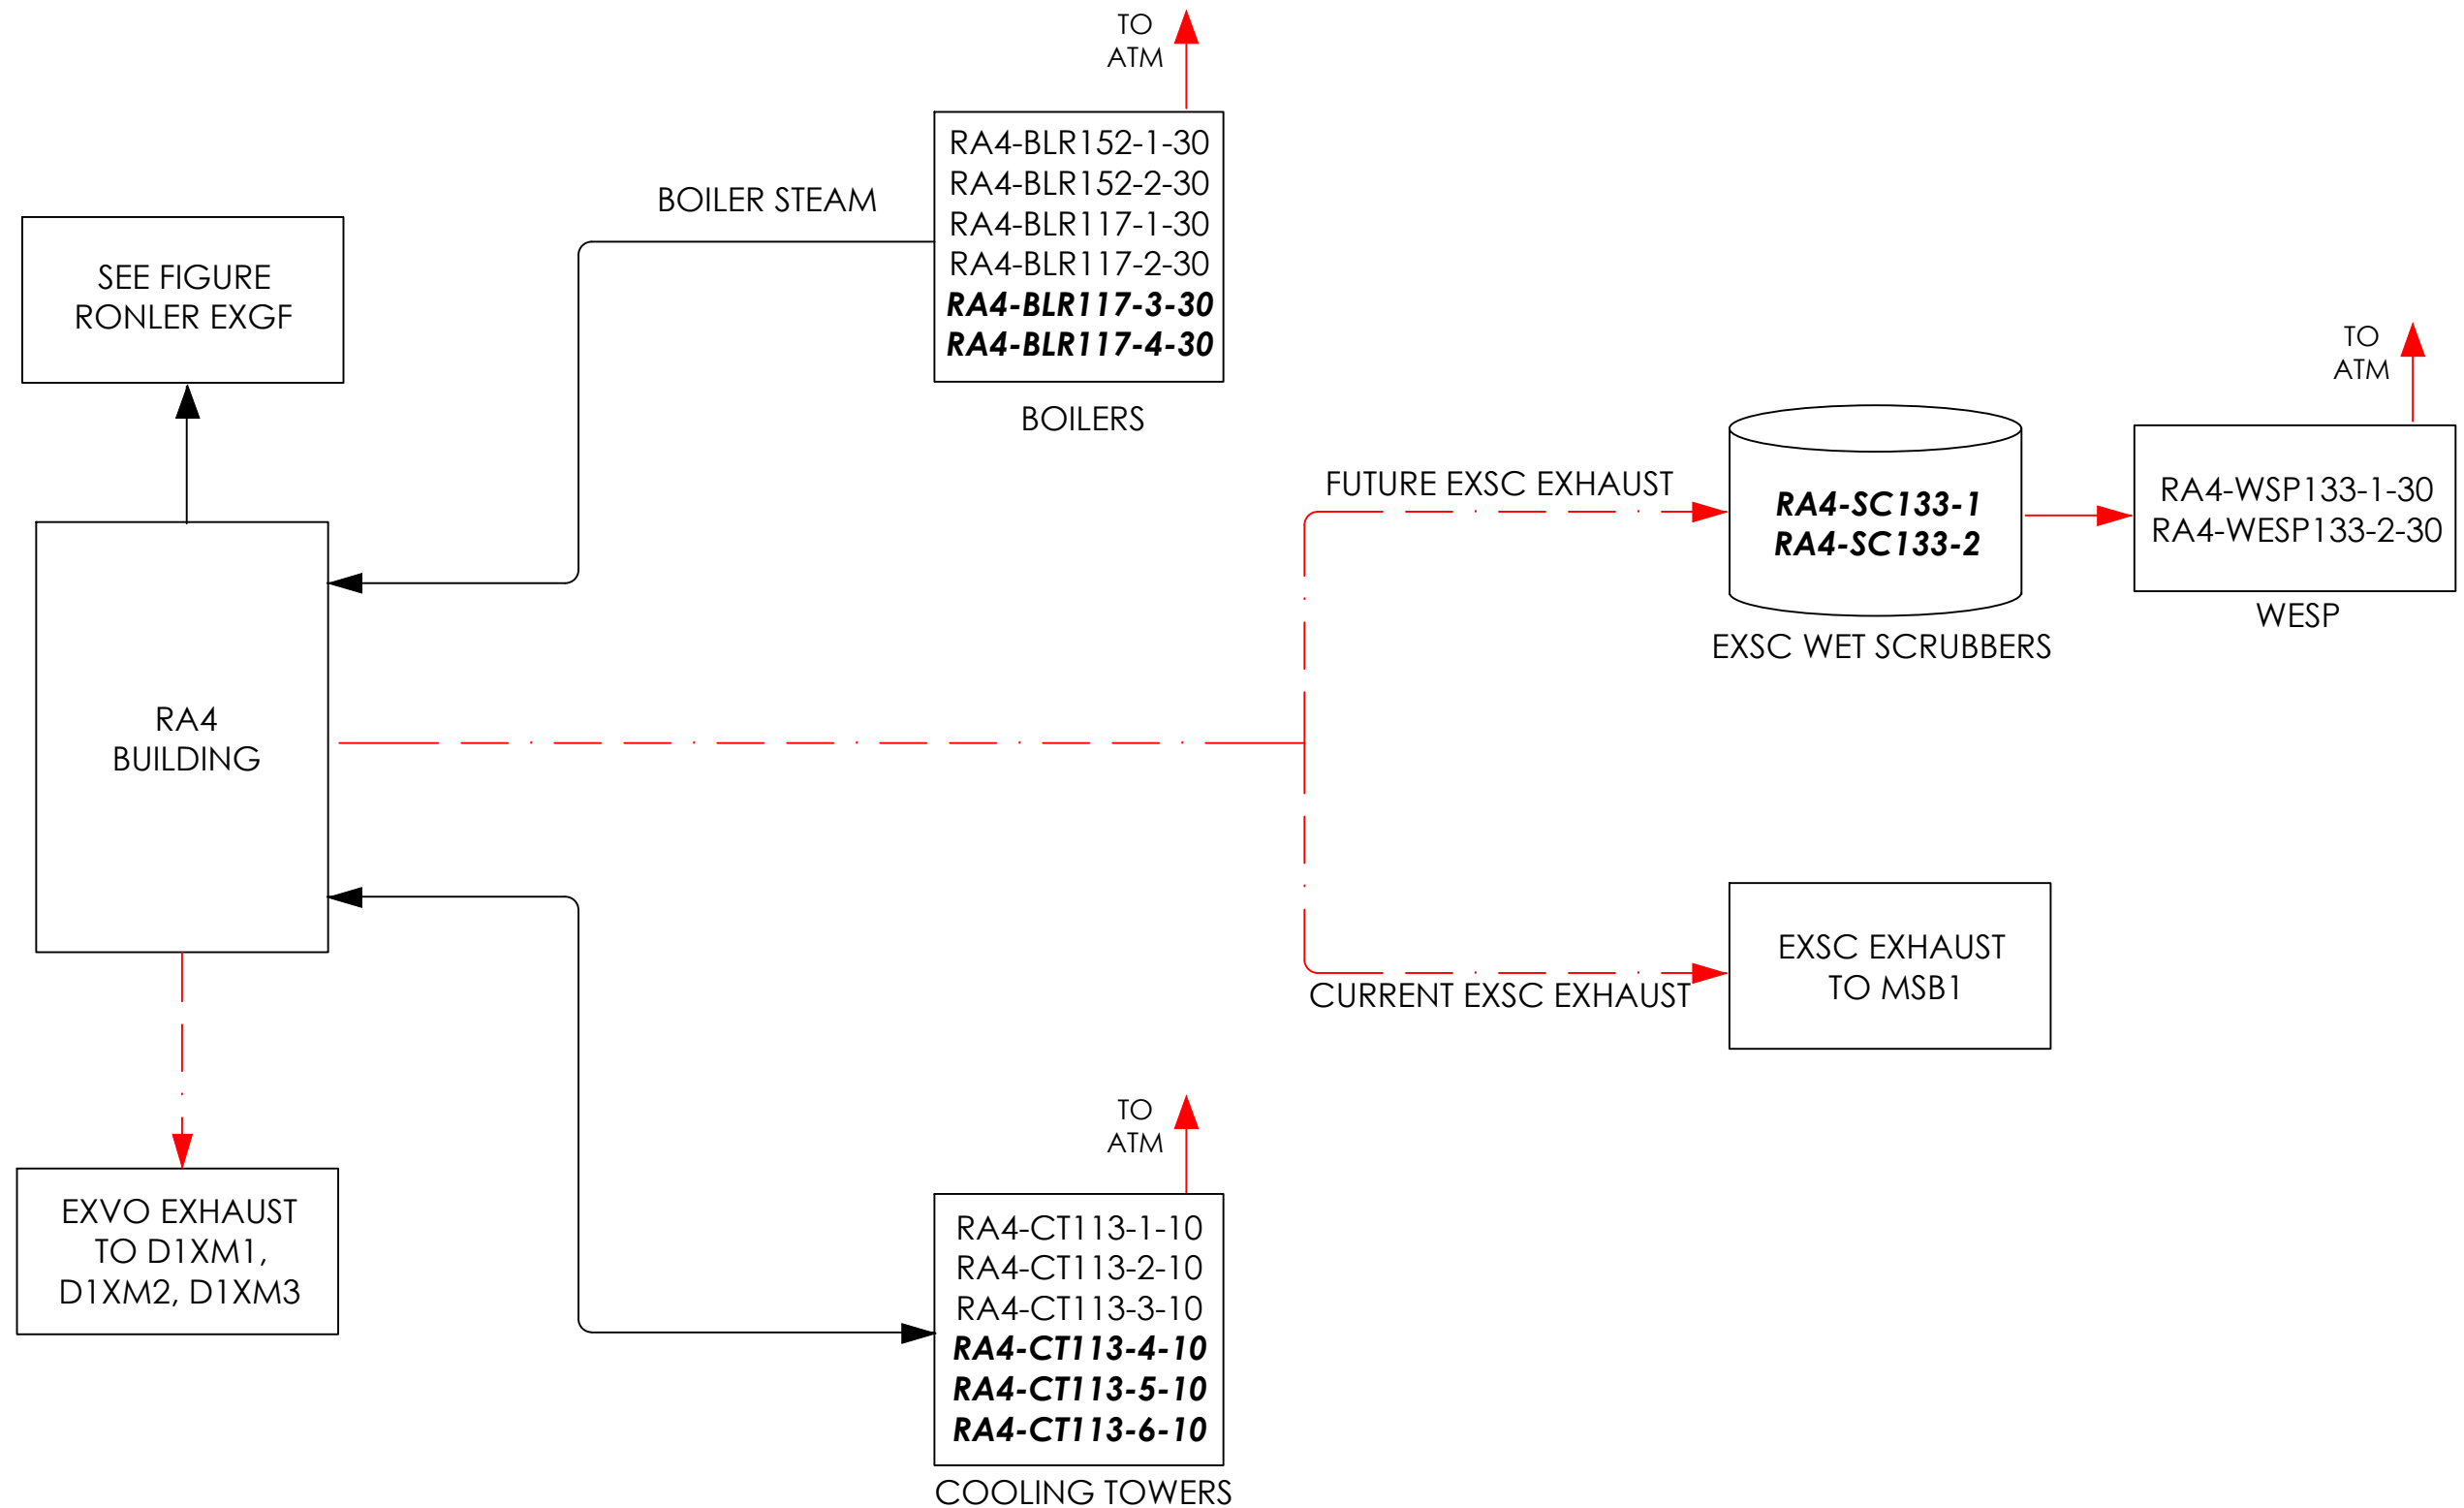 TO
ATM
RA4-BLR152-1-30
RA4-BLR152-2-30
RA4-BLR117-1-30
RA4-BLR117-2-30
RA4-BLR117-3-30
RA4-BLR117-4-30
BOILERS
BOILER STEAM
SEE FIGURE
RONLER EXGF
TO
ATM
FUTURE EXSC EXHAUST
RA4-SC133-1
RA4-SC133-2
EXSC WET SCRUBBERS
RA4-WSP133-1-30
RA4-WESP133-2-30
WESP
RA4
BUILDING
EXSC EXHAUST
TO MSB1
CURRENT EXSC EXHAUST
TO
ATM
EXVO EXHAUST
TO D1XM1,
D1XM2, D1XM3
RA4-CT113-1-10
RA4-CT113-2-10
RA4-CT113-3-10
RA4-CT113-4-10
RA4-CT113-5-10
RA4-CT113-6-10
COOLING TOWERS